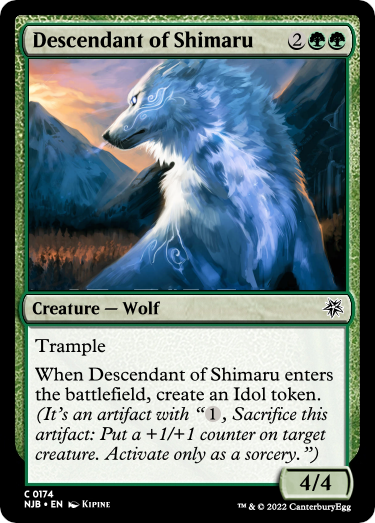 Descendant of Shimaru 2
Creature — Wolf
Trample
When Descendant of Shimaru enters
the battlefield, create an Idol token.
(It's an artifact with “1, Sacrifice this
artifact: Put a +1/+1 counter on target
creature. Activate only as a sorcery.”)
4/4
C 0174
NJB • EN Kipine
™ & © 2022 CanterburyEgg